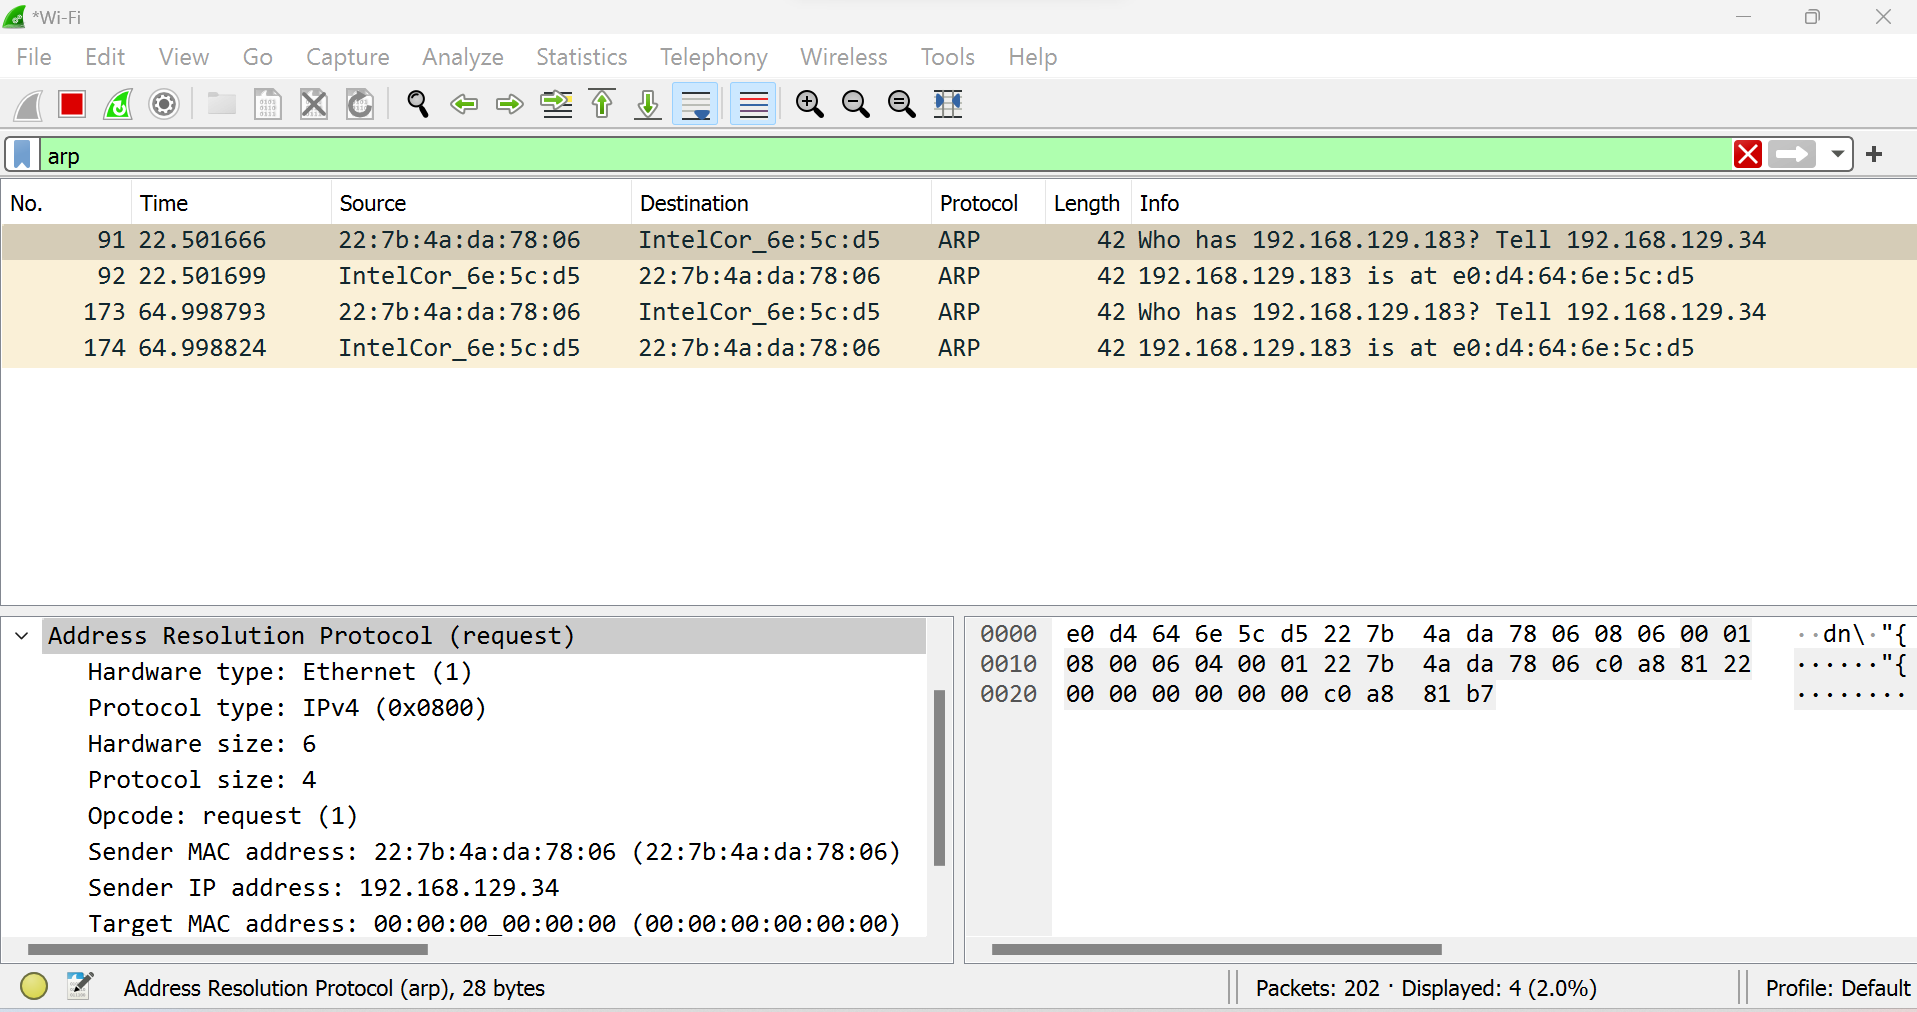 *Wi-Fi
File Edit View Go Capture Analyze Statistics Telephony Wireless Tools Help
arp
No. Time Source Destination Protocol Length Info
91 22.501666 22:7b:4a:da:78:06 IntelCor_6e:5c:d5 ARP 42 Who has 192.168.129.183? Tell 192.168.129.34
92 22.501699 IntelCor_6e:5c:d5 22:7b:4a:da:78:06 ARP 42 192.168.129.183 is at e0:d4:64:6e:5c:d5
173 64.998793 22:7b:4a:da:78:06 IntelCor_6e:5c:d5 ARP 42 Who has 192.168.129.183? Tell 192.168.129.34
174 64.998824 IntelCor_6e:5c:d5 22:7b:4a:da:78:06 ARP 42 192.168.129.183 is at e0:d4:64:6e:5c:d5
Address Resolution Protocol (request)
Hardware type: Ethernet (1)
Protocol type: IPv4 (0x0800)
Hardware size: 6
Protocol size: 4
Opcode: request (1)
Sender MAC address: 22:7b:4a:da:78:06 (22:7b:4a:da:78:06)
Sender IP address: 192.168.129.34
Target MAC address: 00:00:00_00:00:00 (00:00:00:00:00:00)
0000 e0 d4 64 6e 5c d5 22 7b 4a da 78 06 08 06 00 01 ··dn\·"{
0010 08 00 06 04 00 01 22 7b 4a da 78 06 c0 a8 81 22 ······"{
0020 00 00 00 00 00 00 c0 a8 81 b7 ········
Address Resolution Protocol (arp), 28 bytes
Packets: 202 · Displayed: 4 (2.0%)
Profile: Default